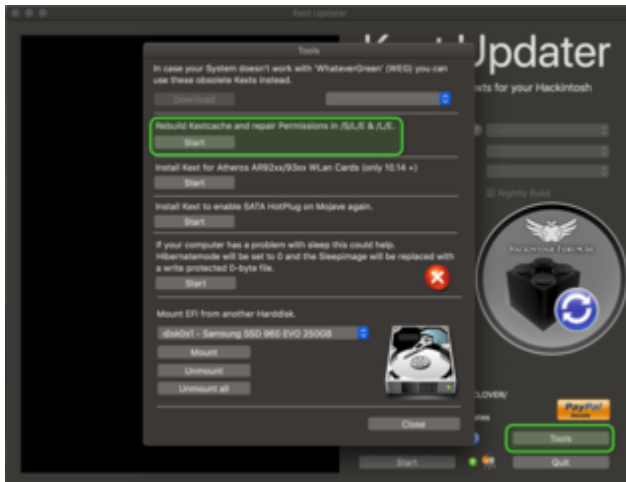 Kext Updater
Tools
In case your System doesn't work with 'WhateverGreen' (WEG) you can
use these obsolete Kexts instead.
Download
Rebuild Kextcache and repair Permissions in /S/L/E & /L/E.
Start
Install Kext for Atheros AR92xx/93xx WLan Cards (only 10.14 +)
Start
Install Kext to enable SATA HotPlug on Mojave again.
Start
If your computer has a problem with sleep this could help.
Hibernatemode will be set to 0 and the Sleepimage will be replaced with
a write protected 0-byte file.
Start
Mount EFI from another Harddisk.
disk0s1 - Samsung SSD 960 EVO 250GB
Mount
Unmount
Unmount all
Close
Updater
exts for your Hackintosh
Nightly Build
Hackintosh-Forum.de
CLOVER/
PayPal
Tools
Start
Quit